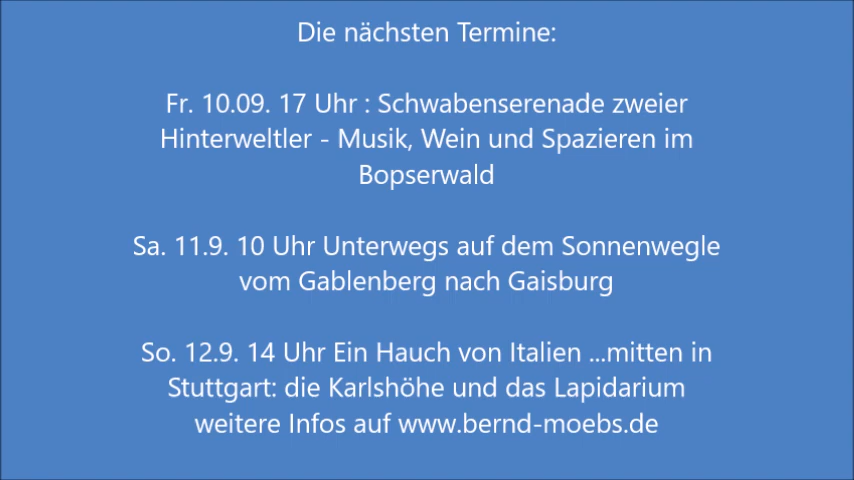 Die nächsten Termine:
Fr. 10.09. 17 Uhr : Schwabenserenade zweier
Hinterweltler - Musik, Wein und Spazieren im
Bopserwald
Sa. 11.9. 10 Uhr Unterwegs auf dem Sonnenwegle
vom Gablenberg nach Gaisburg
So. 12.9. 14 Uhr Ein Hauch von Italien ...mitten in
Stuttgart: die Karlshöhe und das Lapidarium
weitere Infos auf www.bernd-moebs.de